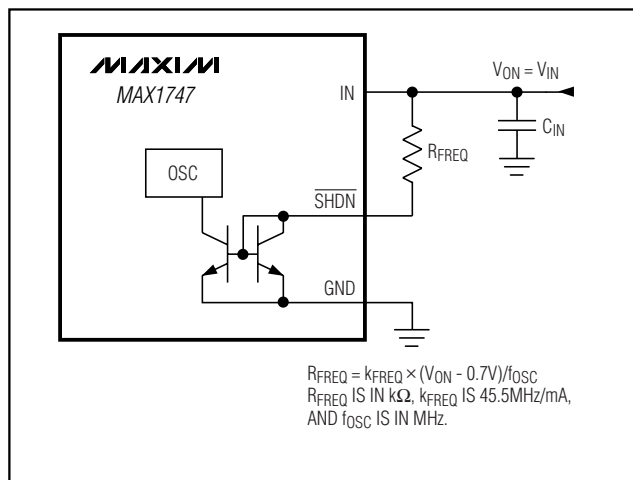 MAXIM
MAX1747
IN
V_ON = V_IN
C_IN
R_FREQ
OSC
SHDN
GND
R_FREQ = k_FREQ × (V_ON - 0.7V)/f_OSC
R_FREQ IS IN kΩ, k_FREQ IS 45.5MHz/mA,
AND f_OSC IS IN MHz.